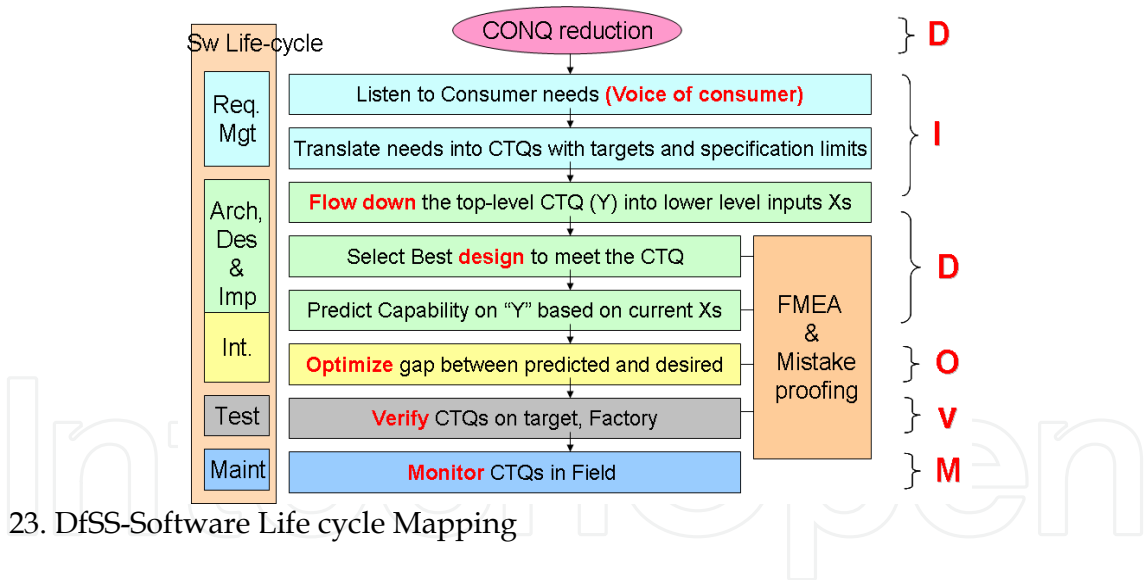 CONQ reduction
} D
Sw Life-cycle
Req.
Mgt
Listen to Consumer needs (Voice of consumer)
Translate needs into CTQs with targets and specification limits
} I
Arch,
Des
&
Imp
Flow down the top-level CTQ (Y) into lower level inputs Xs
Select Best design to meet the CTQ
Predict Capability on “Y” based on current Xs
} D
FMEA
&
Mistake
proofing
Int.
Optimize gap between predicted and desired
} O
Test
Verify CTQs on target, Factory
} v
Maint
Monitor CTQs in Field
} M
23. DfSS-Software Life cycle Mapping
IntechOpen